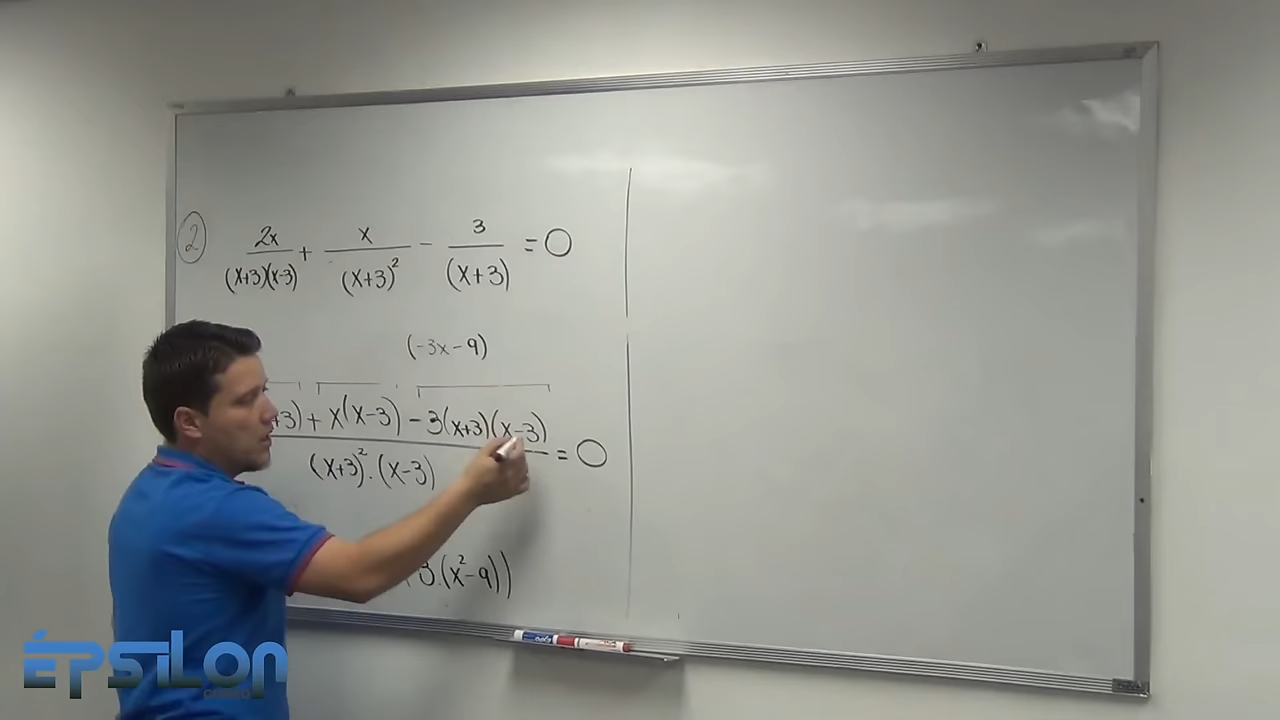 2
2x/((x+3)(x-3)) + x/(x+3)² - 3/(x+3) = 0
(-3x-9)
+3) + x(x-3) - 3(x+3)(x-3)
(x+3)².(x-3) = 0
3.(x²-9))
EPSILON